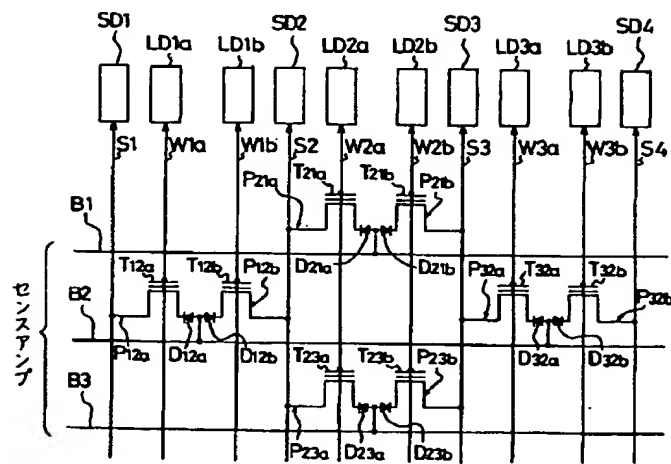 SD1 LD1a LD1b SD2 LD2a LD2b SD3 LD3a LD3b SD4
S1 W1a W1b S2 W2a W2b S3 W3a W3b S4
P21a T21a T21b P21b
B1
D21a D21b
T12a T12b P12b P32a T32a T32b P32b
B2
P12a D12a D12b D32a D32b
T23a T23b P23b
B3
P23a D23a D23b
センスアンプ